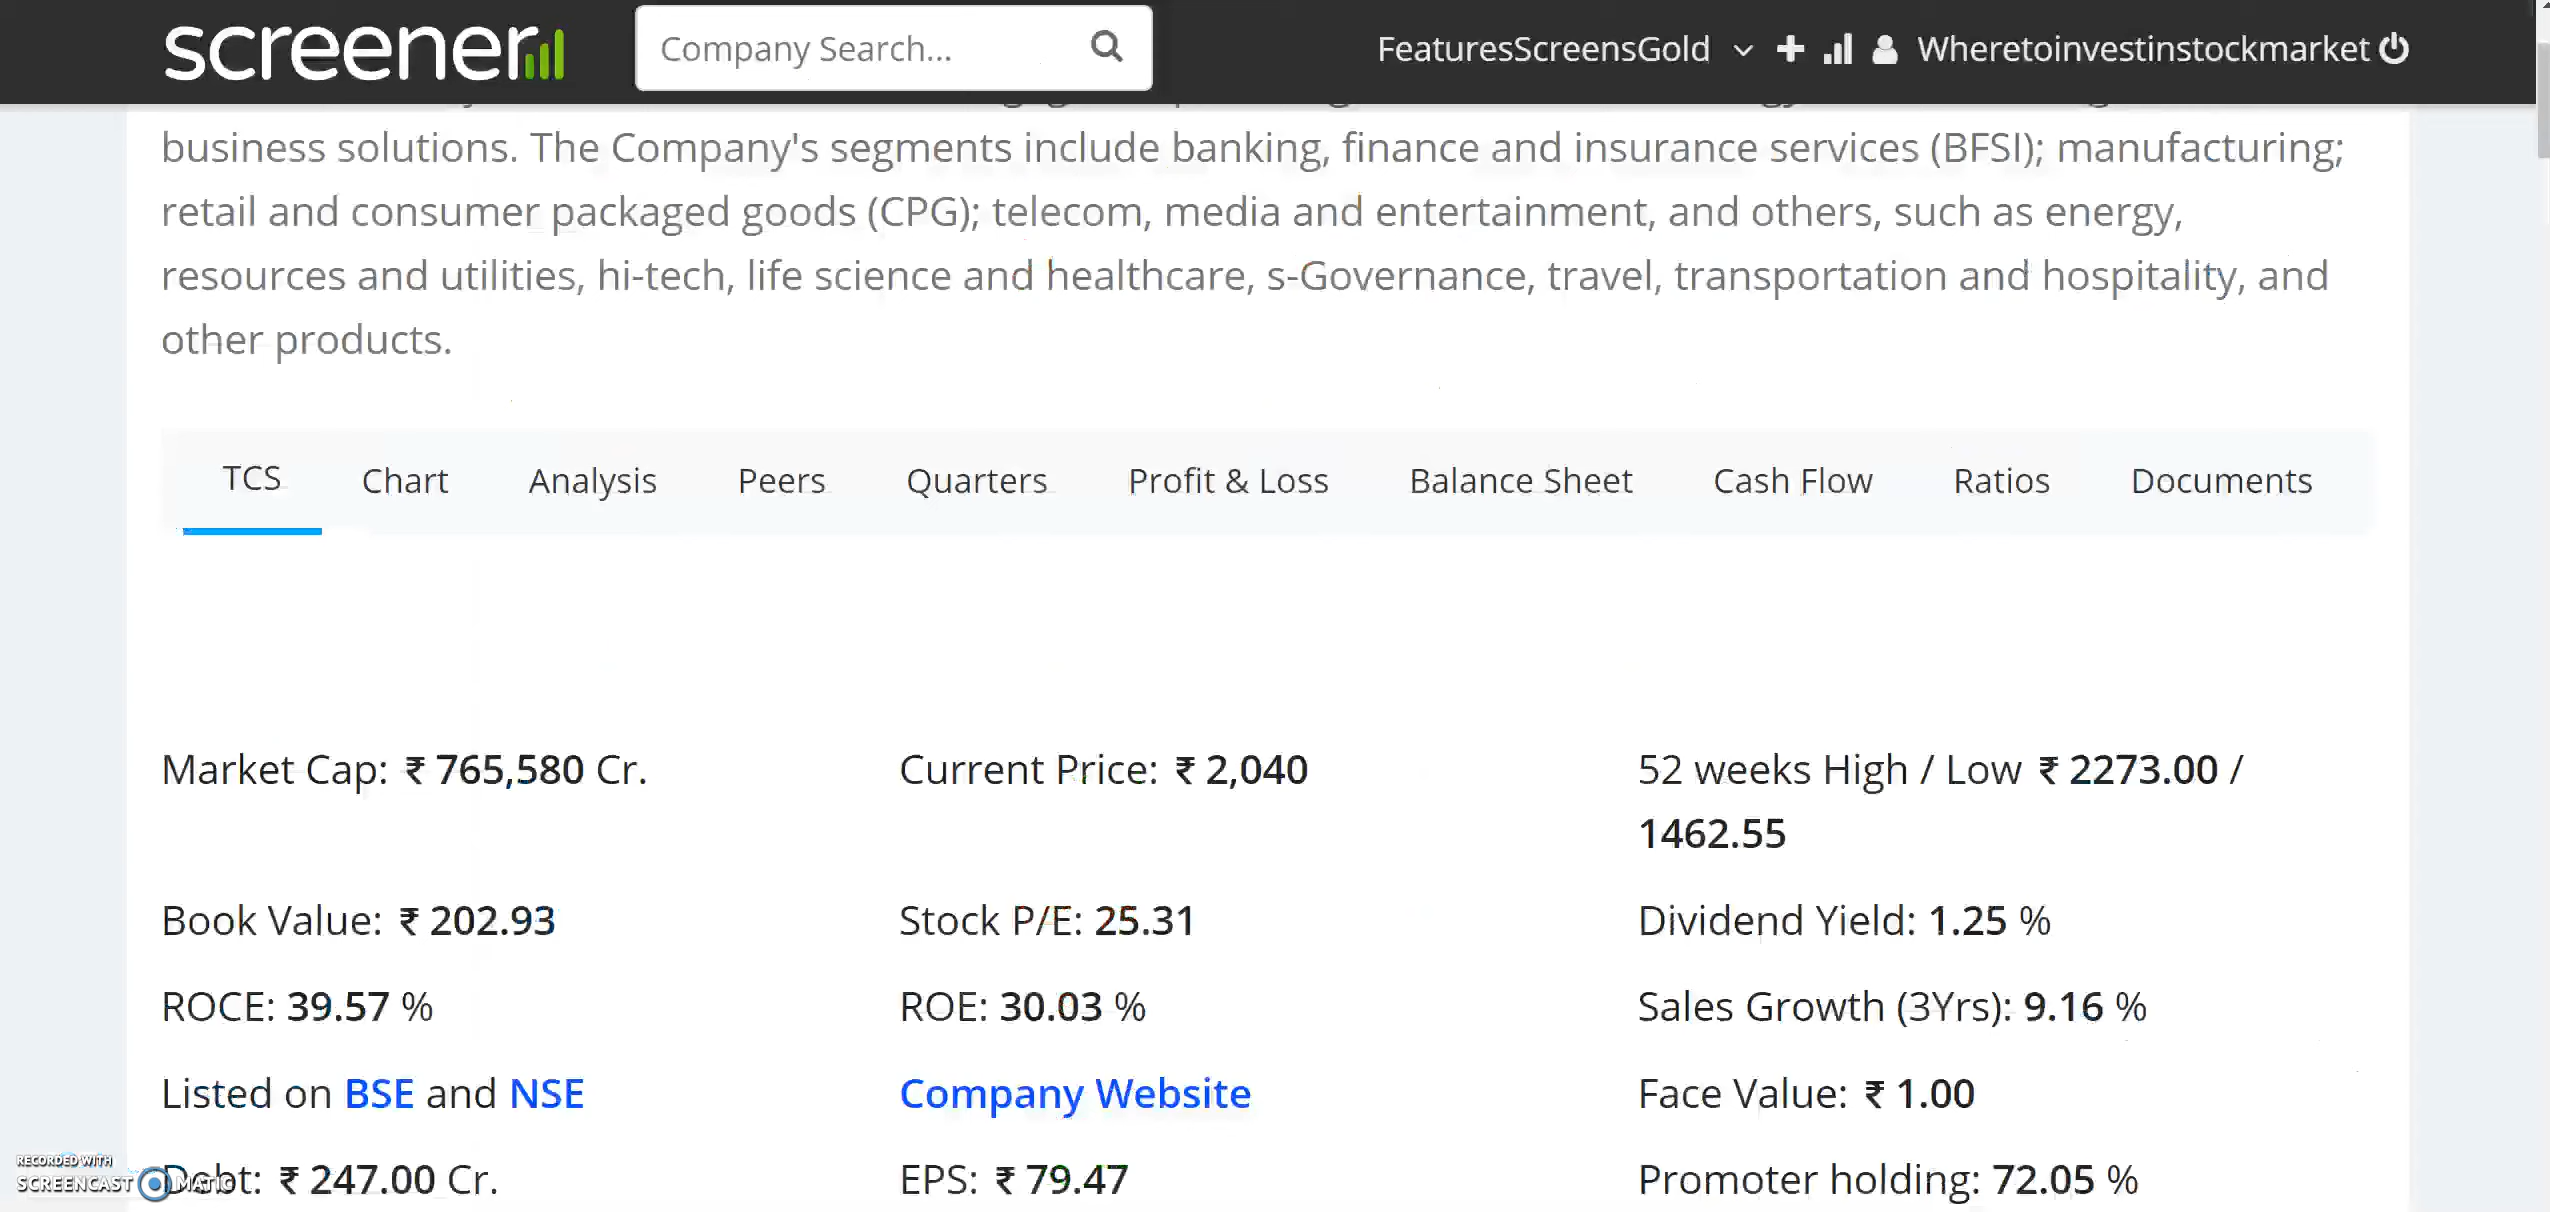 screener
Company Search...
FeaturesScreensGold
Wheretoinvestinstockmarket
business solutions. The Company's segments include banking, finance and insurance services (BFSI); manufacturing;
retail and consumer packaged goods (CPG); telecom, media and entertainment, and others, such as energy,
resources and utilities, hi-tech, life science and healthcare, s-Governance, travel, transportation and hospitality, and
other products.
TCS Chart Analysis Peers Quarters Profit & Loss Balance Sheet Cash Flow Ratios Documents
Market Cap: ₹ 765,580 Cr.
Current Price: ₹ 2,040
52 weeks High / Low ₹ 2273.00 /
1462.55
Book Value: ₹ 202.93
Stock P/E: 25.31
Dividend Yield: 1.25 %
ROCE: 39.57 %
ROE: 30.03 %
Sales Growth (3Yrs): 9.16 %
Listed on BSE and NSE
Company Website
Face Value: ₹ 1.00
Debt: ₹ 247.00 Cr.
EPS: ₹ 79.47
Promoter holding: 72.05 %
RECORDED WITH
SCREENCAST MATIC